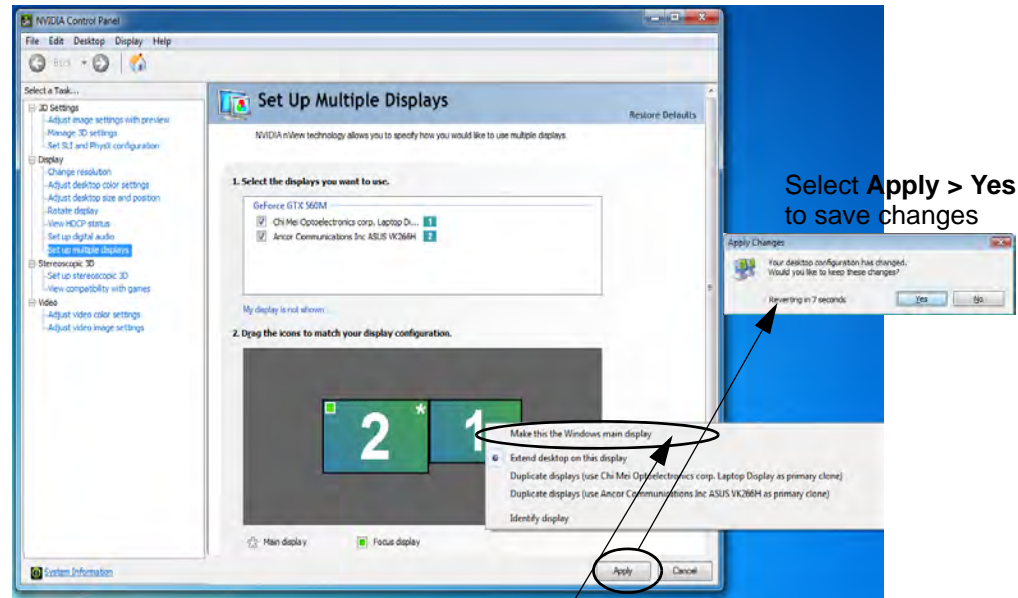 NVIDIA Control Panel
File Edit Desktop Display Help
Back
Select a Task...
3D Settings
Adjust image settings with preview
Manage 3D settings
Set SLI and PhysX configuration
Display
Change resolution
Adjust desktop color settings
Adjust desktop size and position
Rotate display
View HDCP status
Set up digital audio
Set up multiple displays
Stereoscopic 3D
Set up stereoscopic 3D
View compatibility with games
Video
Adjust video color settings
Adjust video image settings
System Information
Set Up Multiple Displays
Restore Defaults
NVIDIA nView technology allows you to specify how you would like to use multiple displays.
1. Select the displays you want to use.
GeForce GTX 560M
Chi Mei Optoelectronics corp. Laptop Di... 1
Ancor Communications Inc ASUS VK266H 2
My display is not shown...
2. Drag the icons to match your display configuration.
2 * 1
Make this the Windows main display
Extend desktop on this display
Duplicate displays (use Chi Mei Optoelectronics corp. Laptop Display as primary clone)
Duplicate displays (use Ancor Communications Inc ASUS VK266H as primary clone)
Identify display
Main display Focus display
Apply Cancel
Select Apply > Yes
to save changes
Apply Changes
Your desktop configuration has changed.
Would you like to keep these changes?
Reverting in 7 seconds Yes No